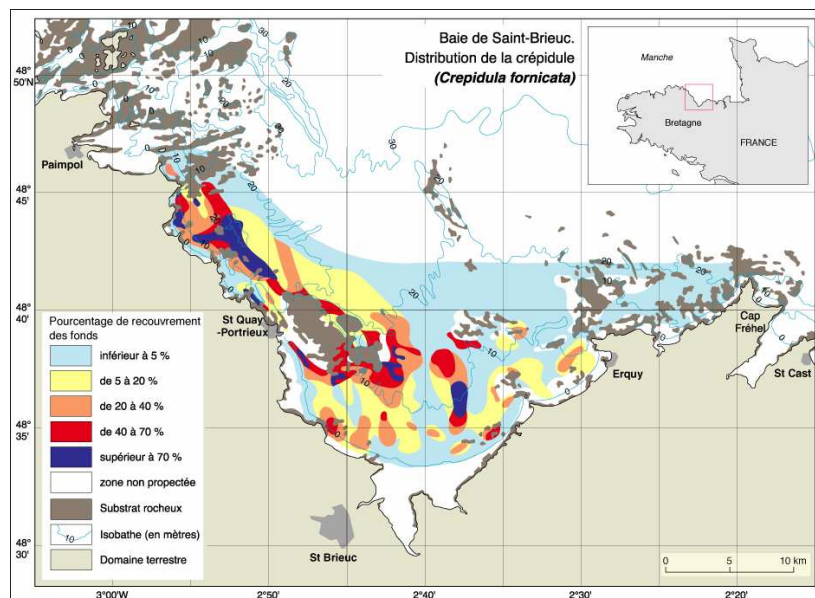 Baie de Saint-Brieuc.
Distribution de la crépidule
(Crepidula fornicata)
Manche
Bretagne
FRANCE
48°
50'N
48°
45'
48°
40'
48°
35'
48°
30'
Paimpol
St Quay
-Portrieux
St Brieuc
Erquy
Cap
Fréhel
St Cast
Pourcentage de recouvrement
des fonds
inférieur à 5 %
de 5 à 20 %
de 20 à 40 %
de 40 à 70 %
supérieur à 70 %
zone non propectée
Substrat rocheux
10
Isobathe (en mètres)
Domaine terrestre
0 5 10 km
3°00'W
2°50'
2°40'
2°30'
2°20'